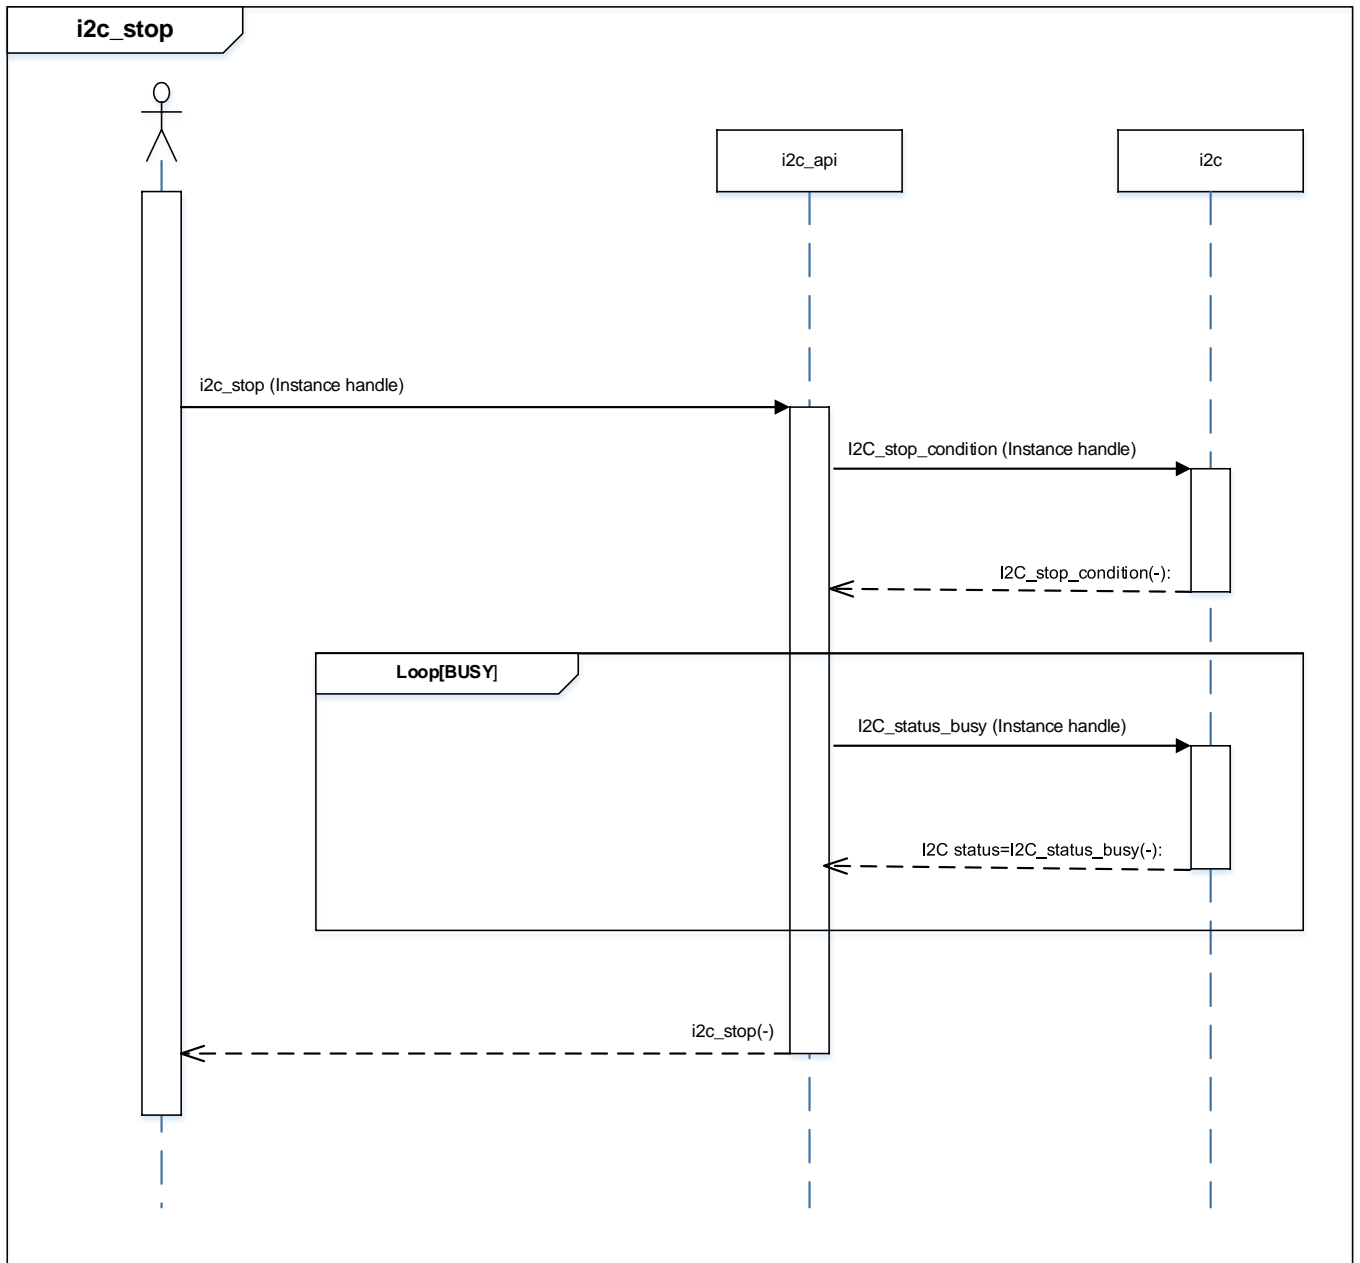 i2c_stop
i2c_api
i2c
i2c_stop (Instance handle)
I2C_stop_condition (Instance handle)
I2C_stop_condition(-):
Loop[BUSY]
I2C_status_busy (Instance handle)
I2C status=I2C_status_busy(-):
i2c_stop(-)